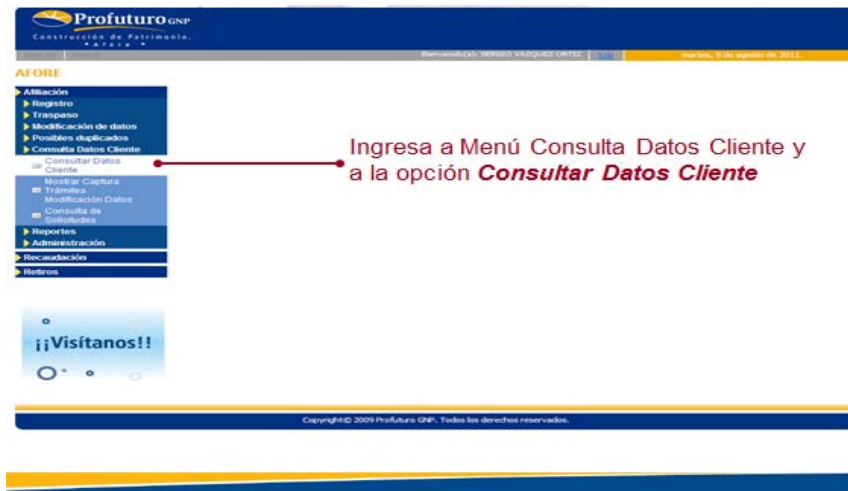 Profuturo GNP
Construcción de Patrimonio.
• Afore •
Bienvenido(a): SERGIO VAZQUEZ ORTIZ
martes, 9 de agosto de 2011
AFORE
Afiliación
Registro
Traspaso
Modificación de datos
Posibles duplicados
Consulta Datos Cliente
Consultar Datos
Cliente
Mostrar Captura
Trámites
Modificación Datos
Consulta de
Solicitudes
Reportes
Administración
Recaudación
Retiros
Ingresa a Menú Consulta Datos Cliente y
a la opción Consultar Datos Cliente
¡¡Visítanos!!
Copyright© 2009 Profuturo GNP. Todos los derechos reservados.